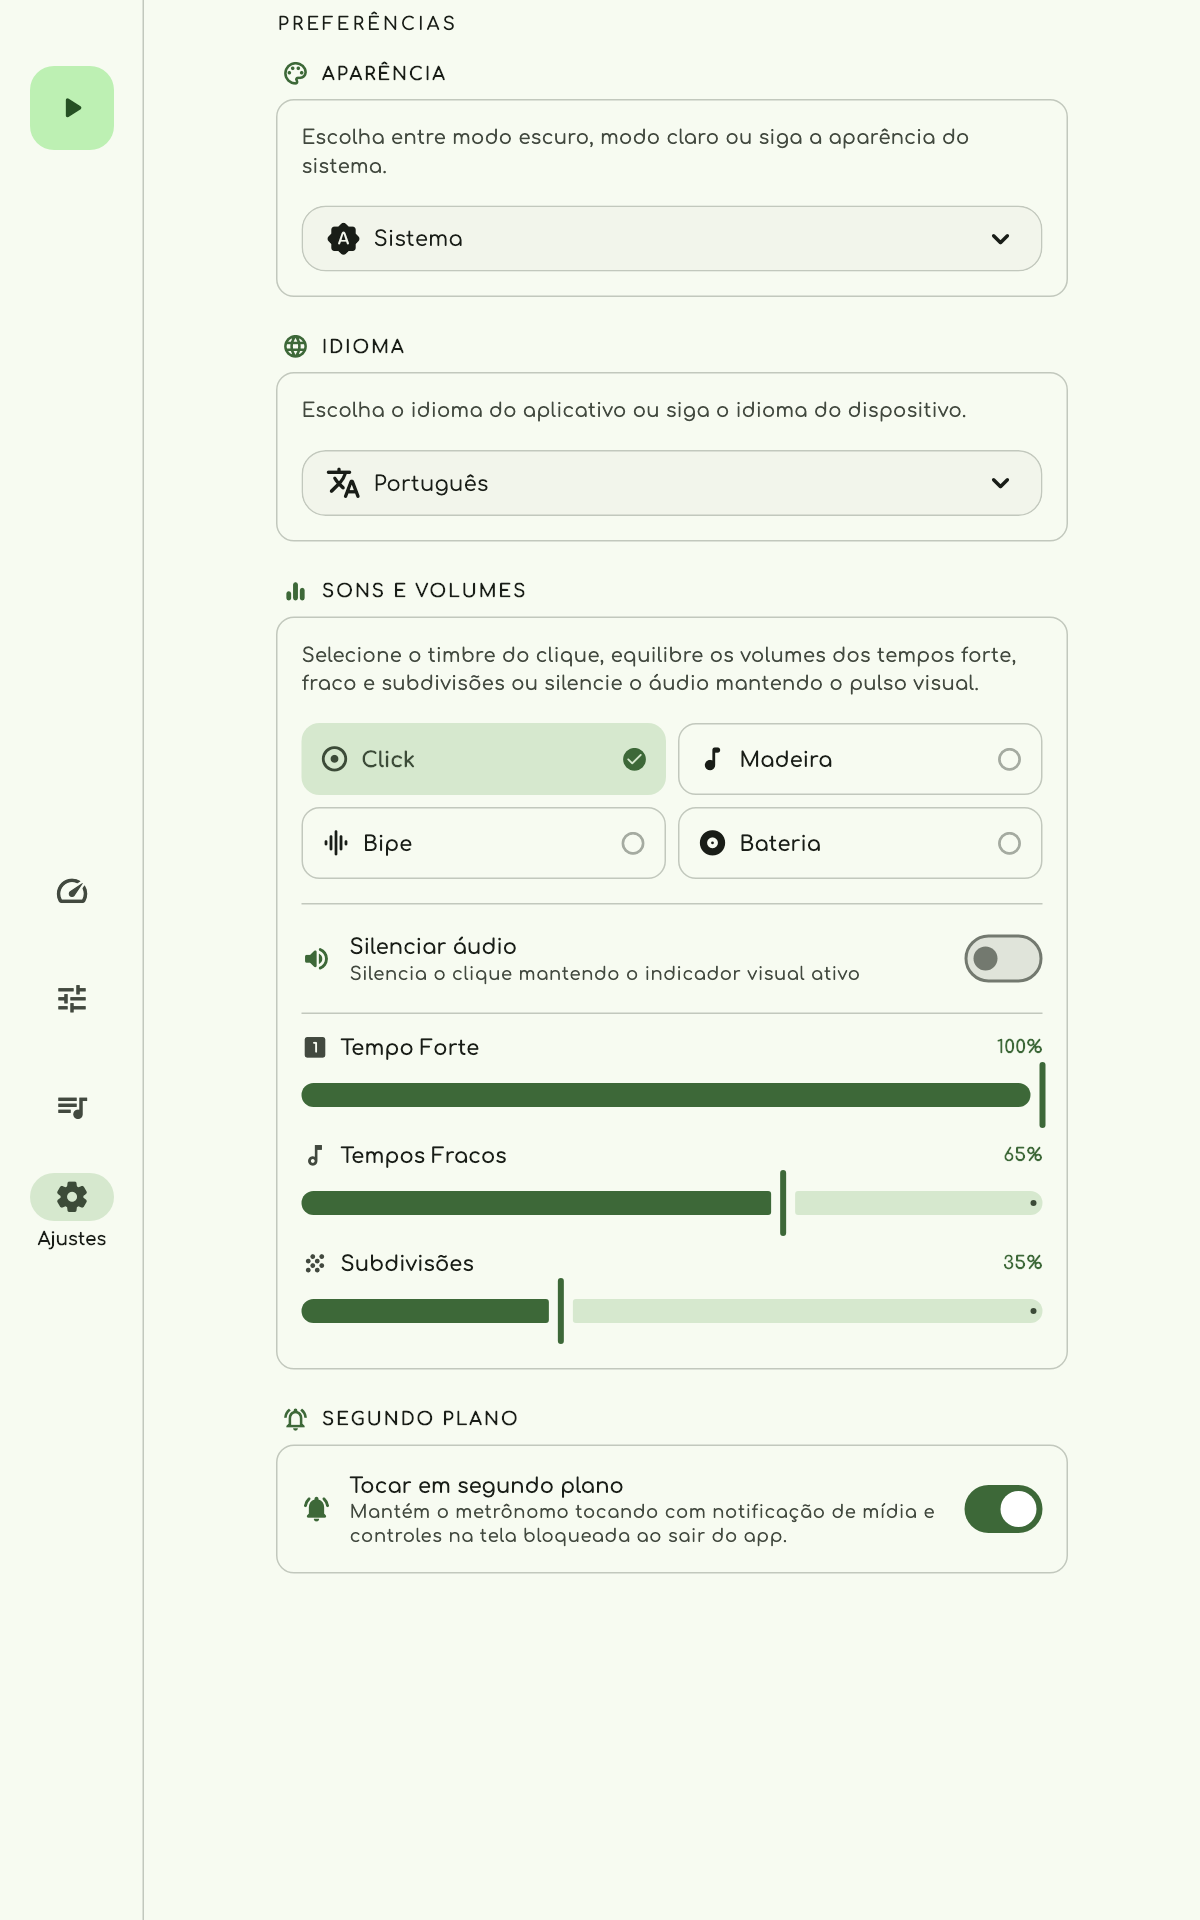 PREFERÊNCIAS
APARÊNCIA
Escolha entre modo escuro, modo claro ou siga a aparência do
sistema.
Sistema
IDIOMA
Escolha o idioma do aplicativo ou siga o idioma do dispositivo.
Português
SONS E VOLUMES
Selecione o timbre do clique, equilibre os volumes dos tempos forte,
fraco e subdivisões ou silencie o áudio mantendo o pulso visual.
Click
Madeira
Bipe
Bateria
Silenciar áudio
Silencia o clique mantendo o indicador visual ativo
Tempo Forte
100%
Tempos Fracos
65%
Subdivisões
35%
Ajustes
SEGUNDO PLANO
Tocar em segundo plano
Mantém o metrônomo tocando com notificação de mídia e
controles na tela bloqueada ao sair do app.